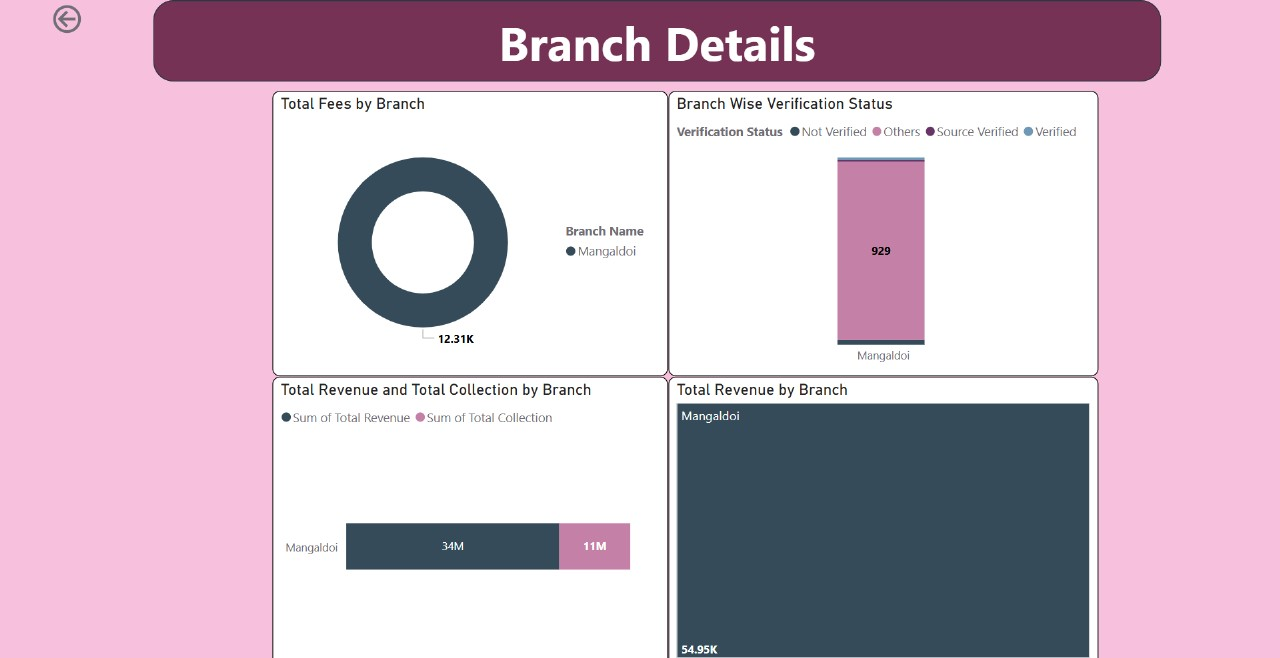 Branch Details
Total Fees by Branch
Branch Name
Mangaldoi
12.31K
Branch Wise Verification Status
Verification Status Not Verified Others Source Verified Verified
929
Mangaldoi
Total Revenue and Total Collection by Branch
Sum of Total Revenue Sum of Total Collection
Mangaldoi 34M 11M
Total Revenue by Branch
Mangaldoi
54.95K